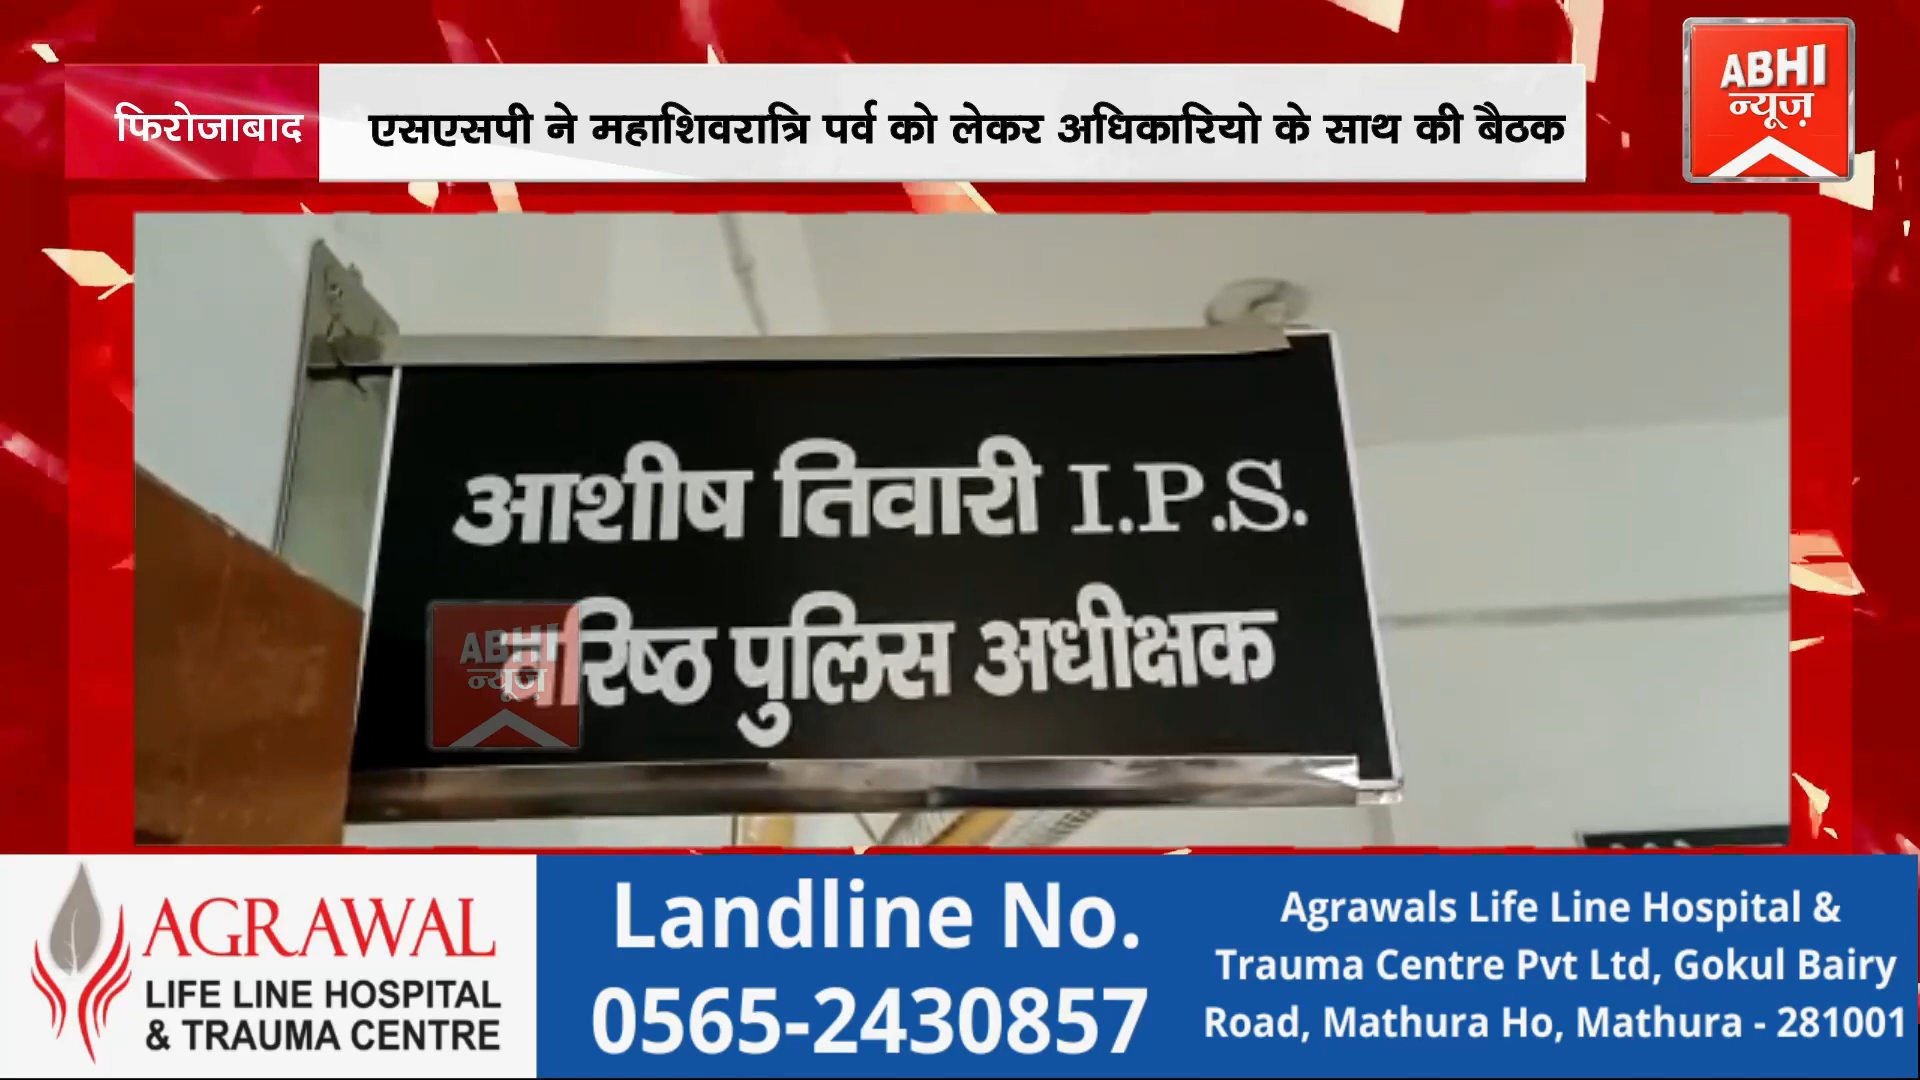 फिरोजाबाद
एसएसपी ने महाशिवरात्रि पर्व को लेकर अधिकारियो के साथ की बैठक
ABHI
न्यूज़
आशीष तिवारी I.P.S.
वरिष्ठ पुलिस अधीक्षक
ABHI
न्यूज़
AGRAWAL
LIFE LINE HOSPITAL
& TRAUMA CENTRE
Landline No.
0565-2430857
Agrawals Life Line Hospital &
Trauma Centre Pvt Ltd, Gokul Bairy
Road, Mathura Ho, Mathura - 281001